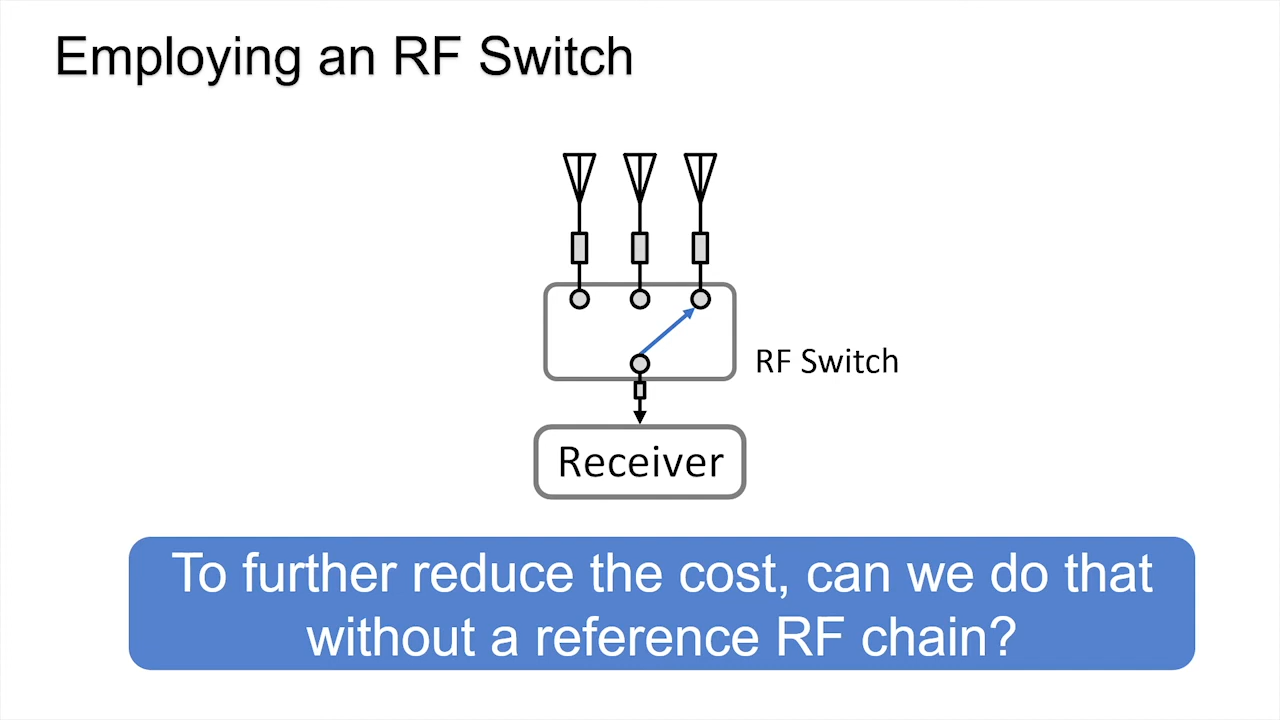 Employing an RF Switch
RF Switch
Receiver
To further reduce the cost, can we do that
without a reference RF chain?